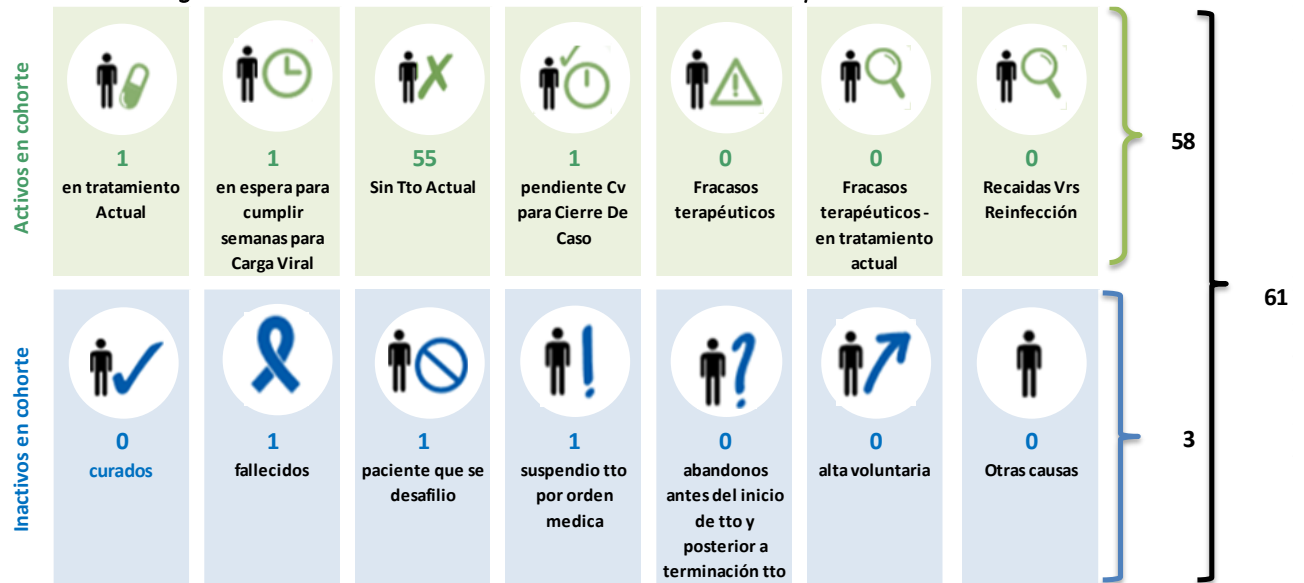 Activos en cohorte
1
en tratamiento
Actual
1
en espera para
cumplir
semanas para
Carga Viral
55
Sin Tto Actual
1
pendiente Cv
para Cierre De
Caso
0
Fracasos
terapéuticos
0
Fracasos
terapéuticos -
en tratamiento
actual
0
Recaidas Vrs
Reinfección
58
61
Inactivos en cohorte
0
curados
1
fallecidos
1
paciente que se
desafilio
1
suspendio tto
por orden
medica
0
abandonos
antes del inicio
de tto y
posterior a
terminación tto
0
alta voluntaria
0
Otras causas
3